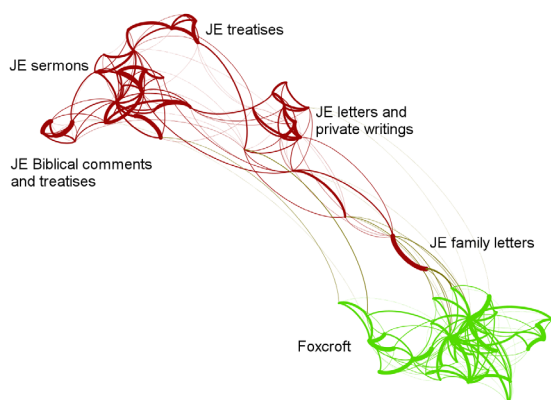 JE treatises
JE sermons
JE letters and
private writings
JE Biblical comments
and treatises
JE family letters
Foxcroft